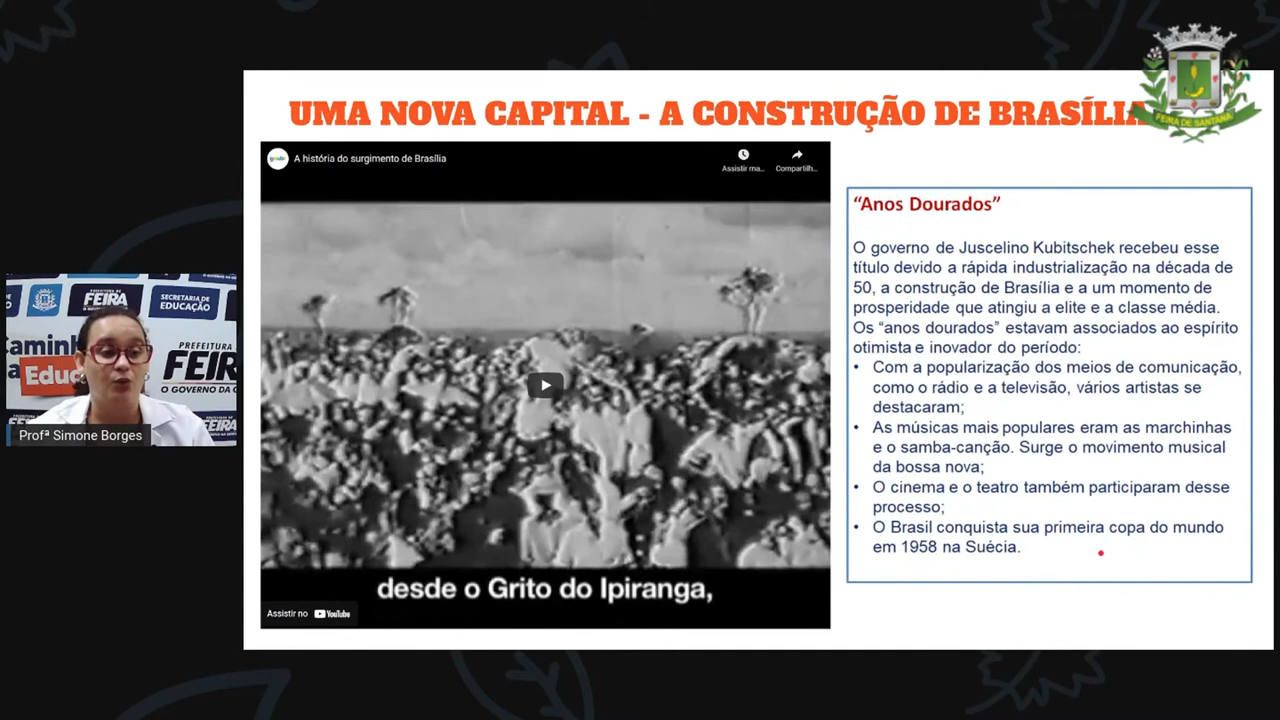 UMA NOVA CAPITAL - A CONSTRUÇÃO DE BRASÍLIA
FEIRA DE SANTANA
A história do surgimento de Brasília
Assistir ma...
Compartilh...
desde o Grito do Ipiranga,
Assistir no YouTube
“Anos Dourados”
O governo de Juscelino Kubitschek recebeu esse
título devido a rápida industrialização na década de
50, a construção de Brasília e a um momento de
prosperidade que atingiu a elite e a classe média.
Os “anos dourados” estavam associados ao espírito
otimista e inovador do período:
• Com a popularização dos meios de comunicação,
como o rádio e a televisão, vários artistas se
destacaram;
• As músicas mais populares eram as marchinhas
e o samba-canção. Surge o movimento musical
da bossa nova;
• O cinema e o teatro também participaram desse
processo;
• O Brasil conquista sua primeira copa do mundo
em 1958 na Suécia.
FEIRA
SECRETARIA DE
EDUCAÇÃO
Caminh
Educ
PREFEITURA
FEIR
O GOVERNO DA
Profª Simone Borges